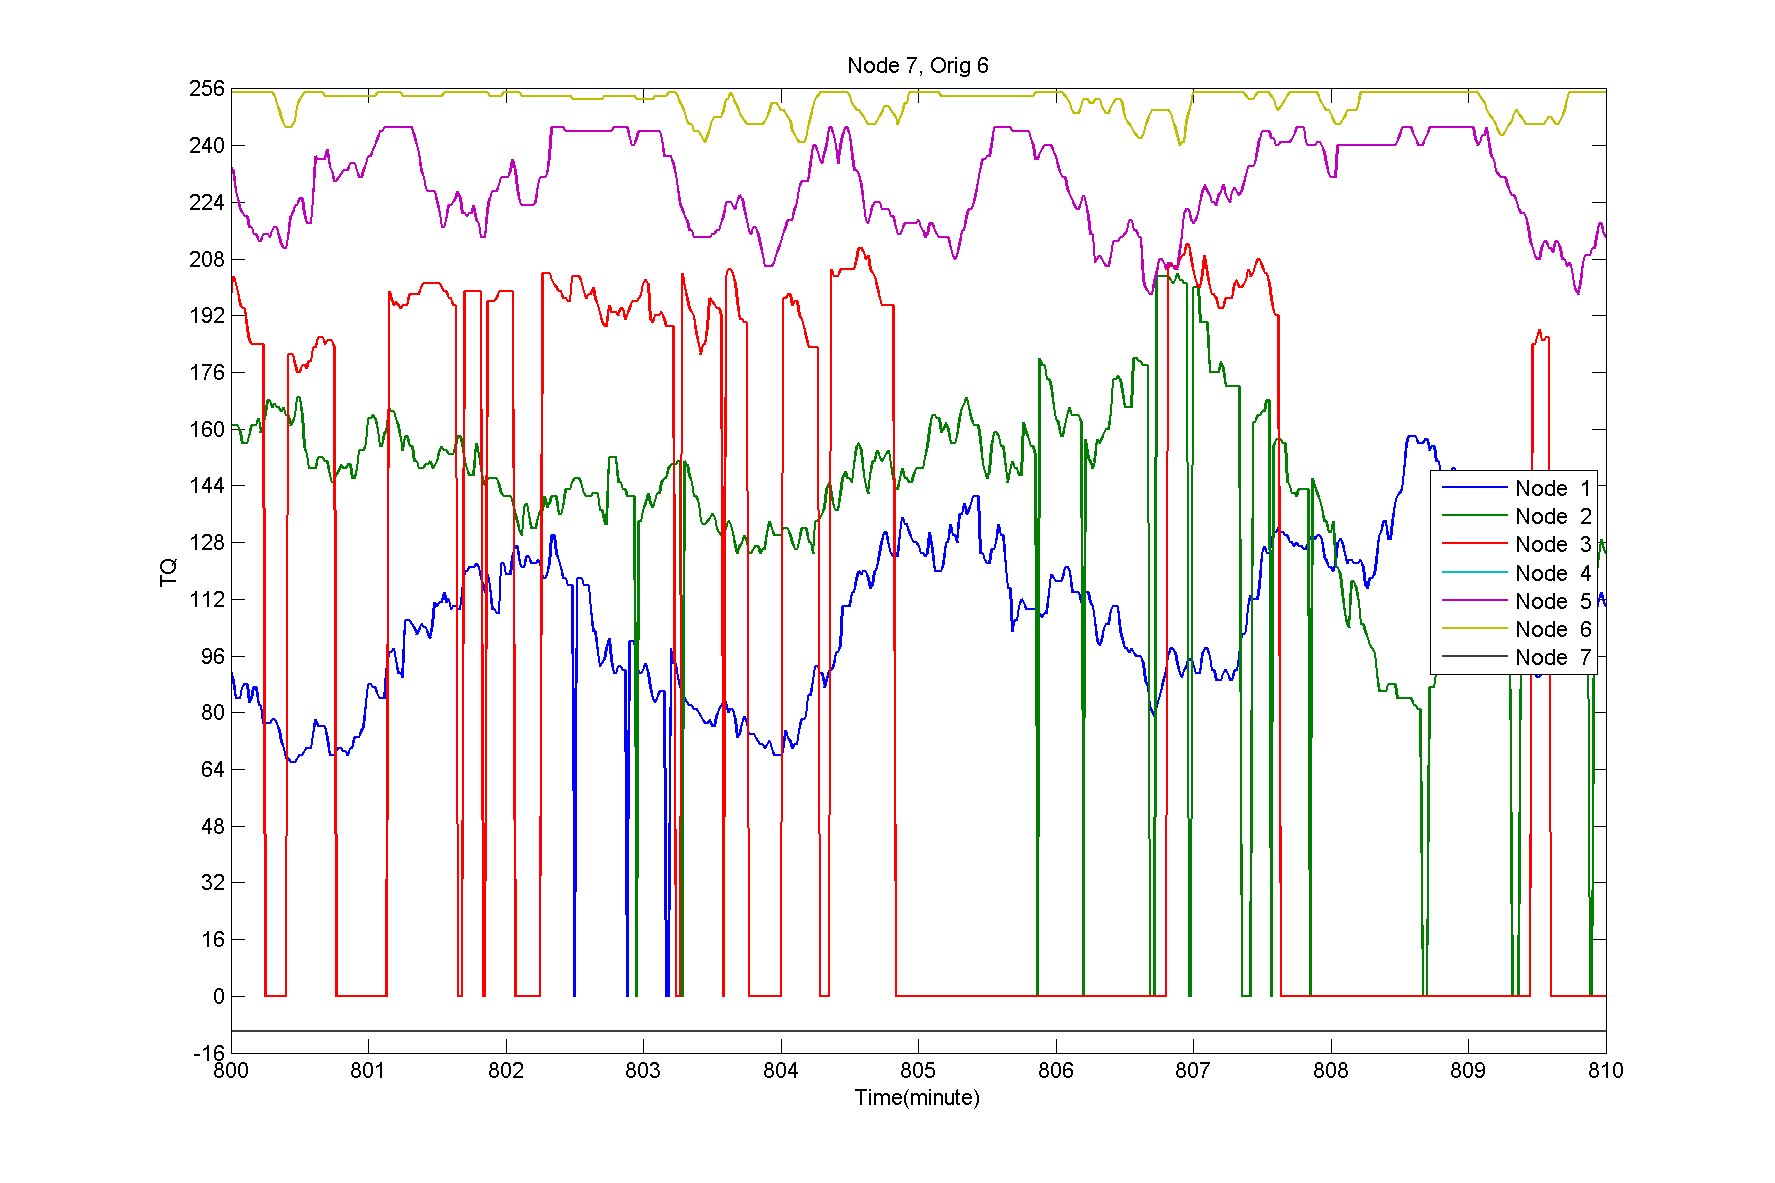 Node 7, Orig 6
256
240
224
208
192
176
160
144
128
112
96
80
64
48
32
16
0
-16
TQ
Node 1
Node 2
Node 3
Node 4
Node 5
Node 6
Node 7
800 801 802 803 804 805 806 807 808 809 810
Time(minute)